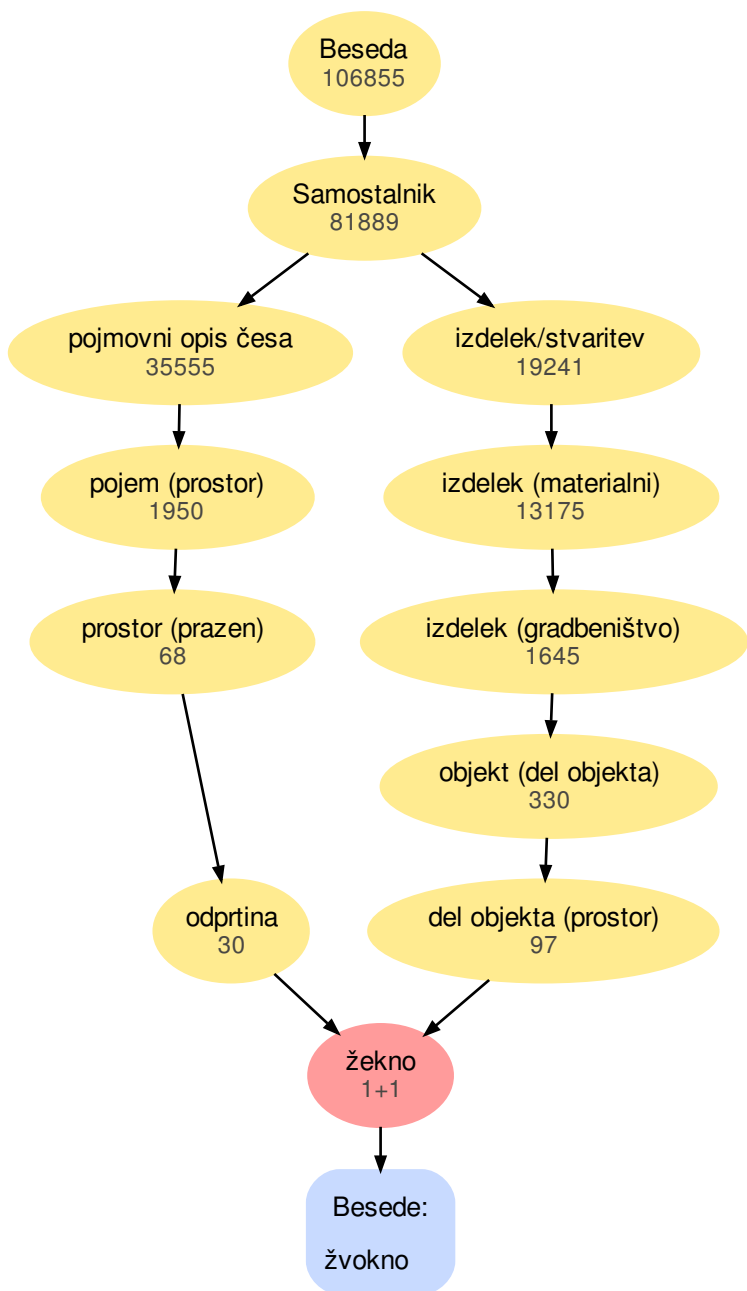 Beseda
106855
Samostalnik
81889
pojmovni opis česa
35555
izdelek/stvaritev
19241
pojem (prostor)
1950
izdelek (materialni)
13175
prostor (prazen)
68
izdelek (gradbeništvo)
1645
objekt (del objekta)
330
odprtina
30
del objekta (prostor)
97
žekno
1+1
Besede:
žvokno